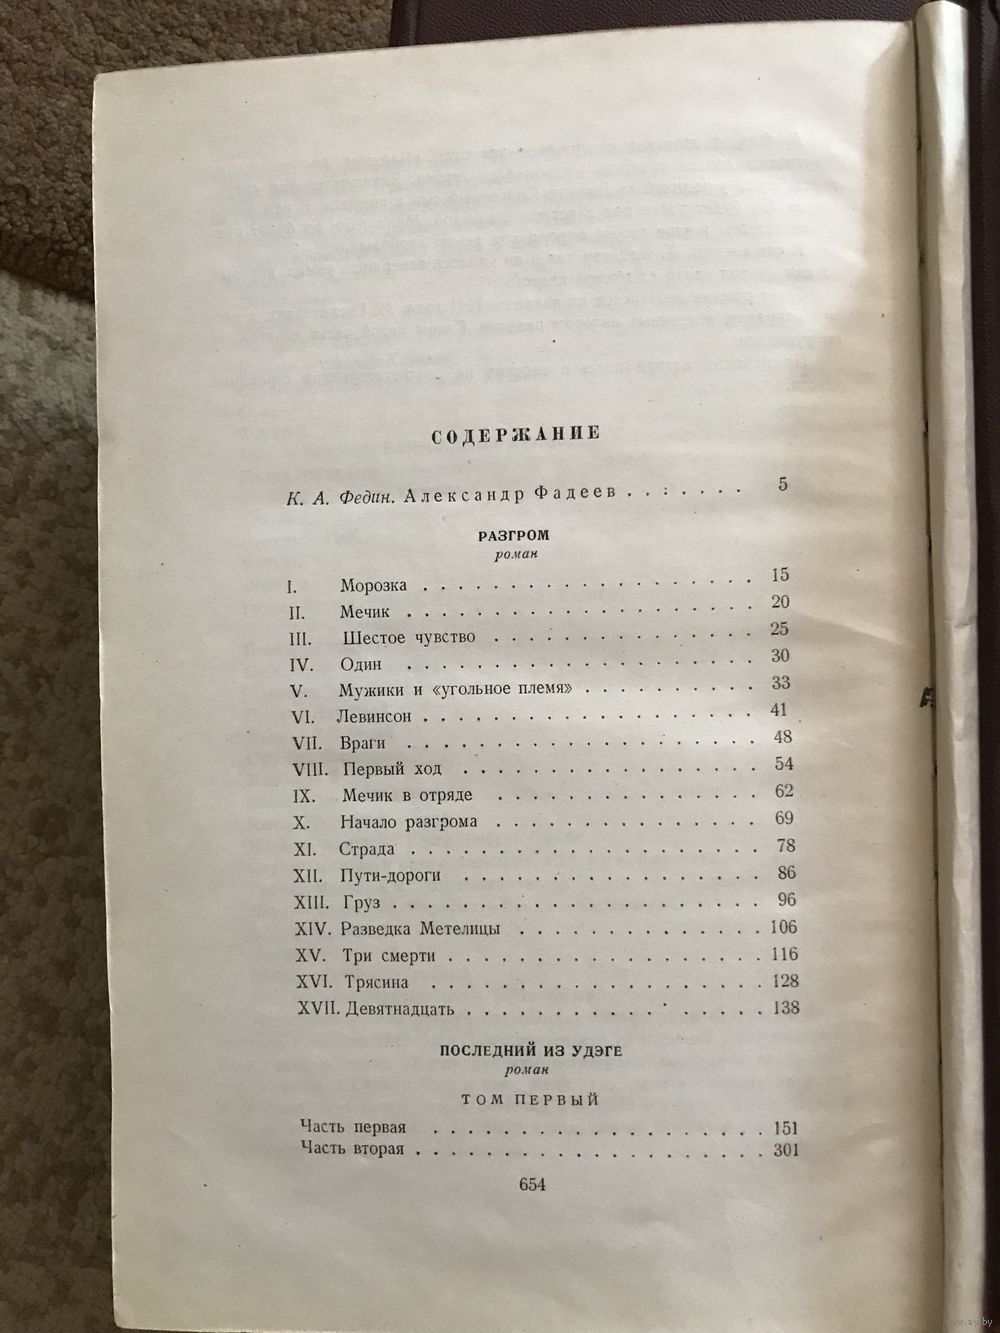 СОДЕРЖАНИЕ
К. А. Федин. Александр Фадеев . . . . . . . 5
РАЗГРОМ
роман
I. Морозка . . . . . . . . . . . . . . . . . . . 15
II. Мечик . . . . . . . . . . . . . . . . . . . . 20
III. Шестое чувство . . . . . . . . . . . . . . . 25
IV. Один . . . . . . . . . . . . . . . . . . . . 30
V. Мужики и «угольное племя» . . . . . . . . . . 33
VI. Левинсон . . . . . . . . . . . . . . . . . . . 41
VII. Враги . . . . . . . . . . . . . . . . . . . . 48
VIII. Первый ход . . . . . . . . . . . . . . . . . 54
IX. Мечик в отряде . . . . . . . . . . . . . . . 62
X. Начало разгрома . . . . . . . . . . . . . . . 69
XI. Страда . . . . . . . . . . . . . . . . . . . . 78
XII. Пути-дороги . . . . . . . . . . . . . . . . . 86
XIII. Груз . . . . . . . . . . . . . . . . . . . . . 96
XIV. Разведка Метелицы . . . . . . . . . . . . . . 106
XV. Три смерти . . . . . . . . . . . . . . . . . . 116
XVI. Трясина . . . . . . . . . . . . . . . . . . . 128
XVII. Девятнадцать . . . . . . . . . . . . . . . . . 138
ПОСЛЕДНИЙ ИЗ УДЭГЕ
роман
ТОМ ПЕРВЫЙ
Часть первая . . . . . . . . . . . . . . . . . . . 151
Часть вторая . . . . . . . . . . . . . . . . . . . . 301
654
www.ay.by